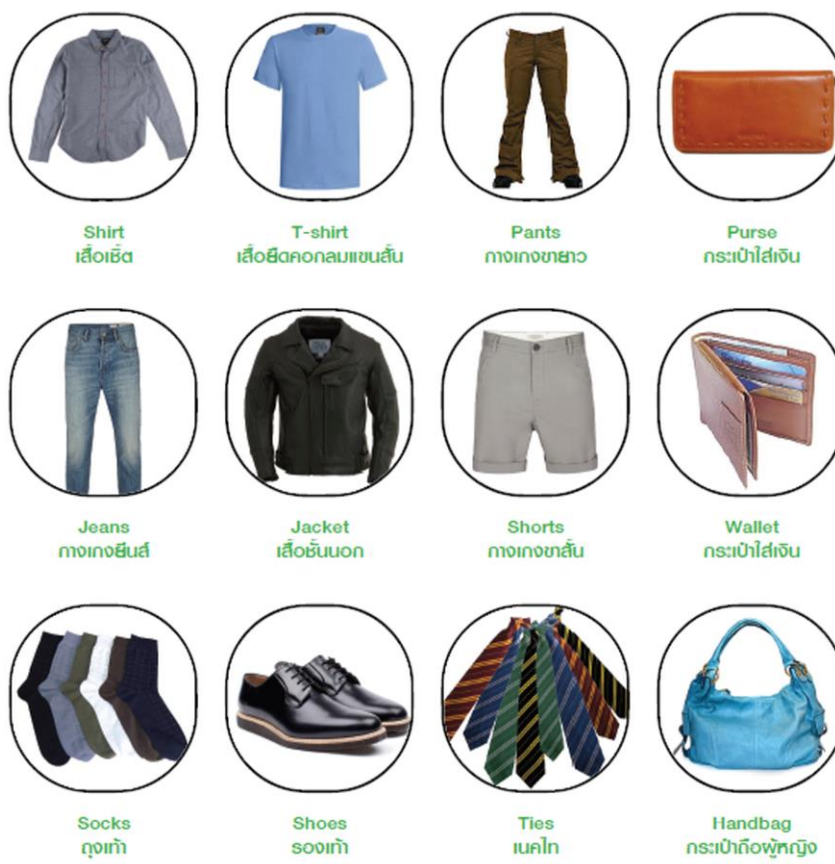 Shirt
เสื้อเชิ้ต
T-shirt
เสื้อยืดคอกลมแขนสั้น
Pants
กางเกงขายาว
Purse
กระเป๋าใส่เงิน
Jeans
กางเกงยีนส์
Jacket
เสื้อชั้นนอก
Shorts
กางเกงขาสั้น
Wallet
กระเป๋าใส่เงิน
Socks
ถุงเท้า
Shoes
รองเท้า
Ties
เนคไท
Handbag
กระเป๋าถือผู้หญิง